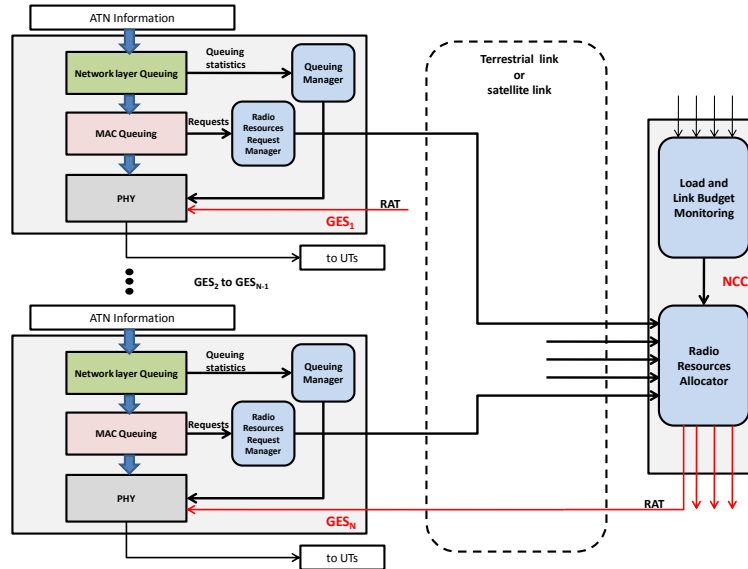 ATN Information
Network layer Queuing
Queuing
statistics
Queuing
Manager
MAC Queuing
Requests
Radio
Resources
Request
Manager
PHY
RAT
GES1
to UTs
GES2 to GESN-1
Terrestrial link
or
satellite link
Load and
Link Budget
Monitoring
NCC
Radio
Resources
Allocator
ATN Information
Network layer Queuing
Queuing
statistics
Queuing
Manager
MAC Queuing
Requests
Radio
Resources
Request
Manager
PHY
RAT
GESN
to UTs